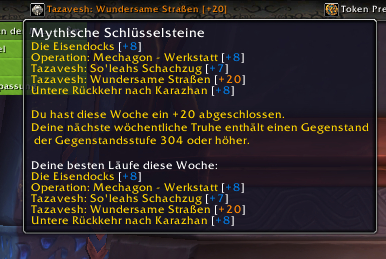 Tazavesh: Wundersame Straßen [+20]
Token Pre
Mythische Schlüsselsteine
Die Eisendocks [+8]
Operation: Mechagon - Werkstatt [+8]
Tazavesh: So'leahs Schachzug [+7]
Tazavesh: Wundersame Straßen [+20]
Untere Rückkehr nach Karazhan [+8]
Du hast diese Woche ein +20 abgeschlossen.
Deine nächste wöchentliche Truhe enthält einen Gegenstand
der Gegenstandsstufe 304 oder höher.
Deine besten Läufe diese Woche:
Die Eisendocks [+8]
Operation: Mechagon - Werkstatt [+8]
Tazavesh: So'leahs Schachzug [+7]
Tazavesh: Wundersame Straßen [+20]
Untere Rückkehr nach Karazhan [+8]